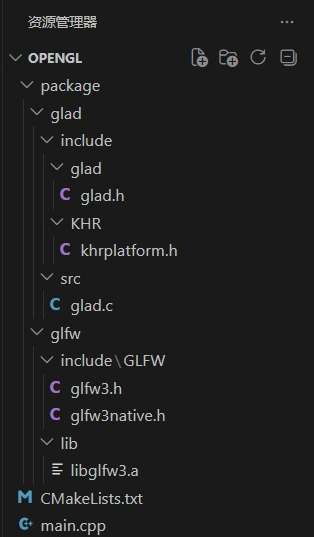 资源管理器
OPENGL
package
glad
include
glad
C glad.h
KHR
C khrplatform.h
src
C glad.c
glfw
include\GLFW
C glfw3.h
C glfw3native.h
lib
libglfw3.a
M CMakeLists.txt
C++ main.cpp